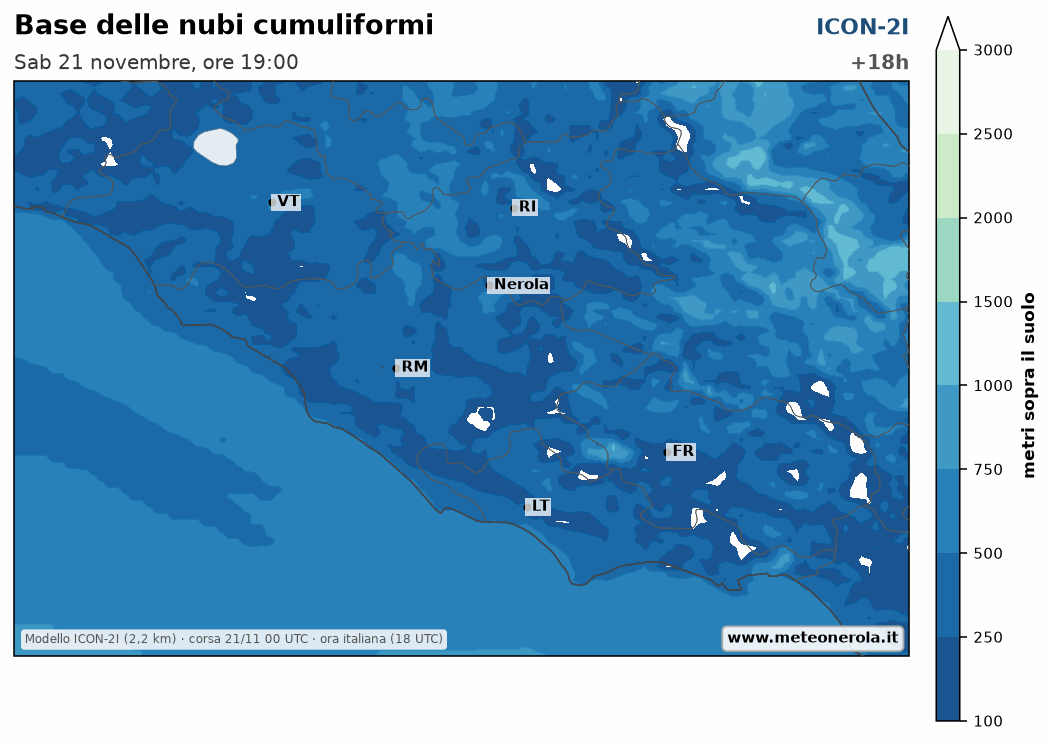 Base delle nubi cumuliformi
ICON-2I
Sab 21 novembre, ore 19:00
+18h
VT
RI
Nerola
RM
FR
LT
Modello ICON-2I (2,2 km) · corsa 21/11 00 UTC · ora italiana (18 UTC)
www.meteonerola.it
3000
2500
2000
1500
1000
750
500
250
100
metri sopra il suolo